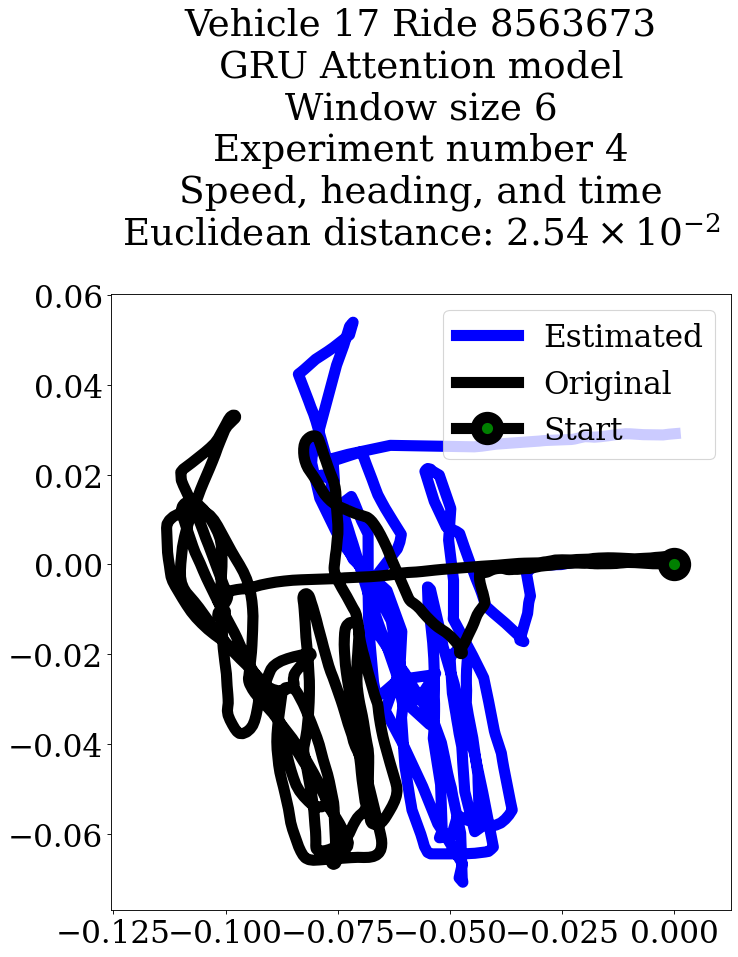 Vehicle 17 Ride 8563673
GRU Attention model
Window size 6
Experiment number 4
Speed, heading, and time
Euclidean distance: 2.54 × 10⁻²
0.06
0.04
0.02
0.00
−0.02
−0.04
−0.06
Estimated
Original
Start
−0.125 −0.100 −0.075 −0.050 −0.025 0.000